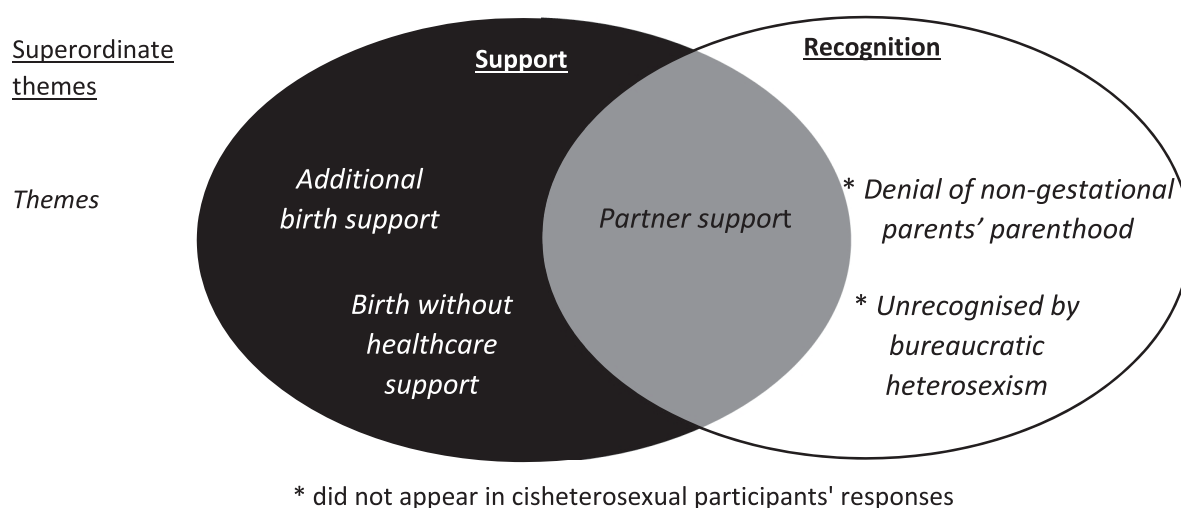 Superordinate
themes
Support
Recognition
Themes
Additional
birth support
Birth without
healthcare
support
Partner support
* Denial of non-gestational
parents’ parenthood
* Unrecognised by
bureaucratic
heterosexism
* did not appear in cisheterosexual participants' responses